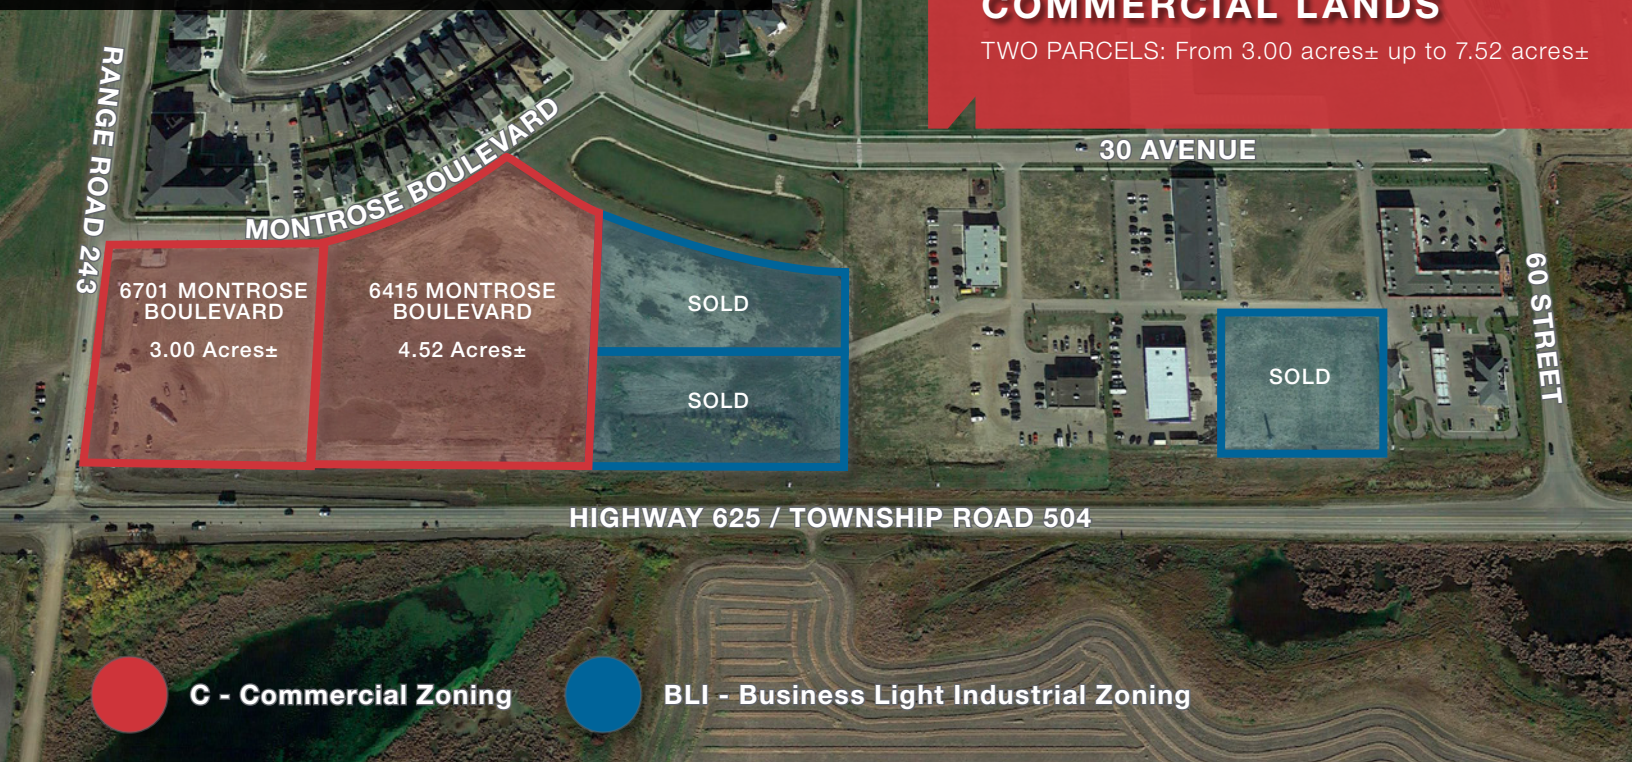 COMMERCIAL LANDS
TWO PARCELS: From 3.00 acres± up to 7.52 acres±
RANGE ROAD 243
MONTROSE BOULEVARD
30 AVENUE
60 STREET
6701 MONTROSE
BOULEVARD
3.00 Acres±
6415 MONTROSE
BOULEVARD
4.52 Acres±
SOLD
SOLD
SOLD
HIGHWAY 625 / TOWNSHIP ROAD 504
C - Commercial Zoning
BLI - Business Light Industrial Zoning